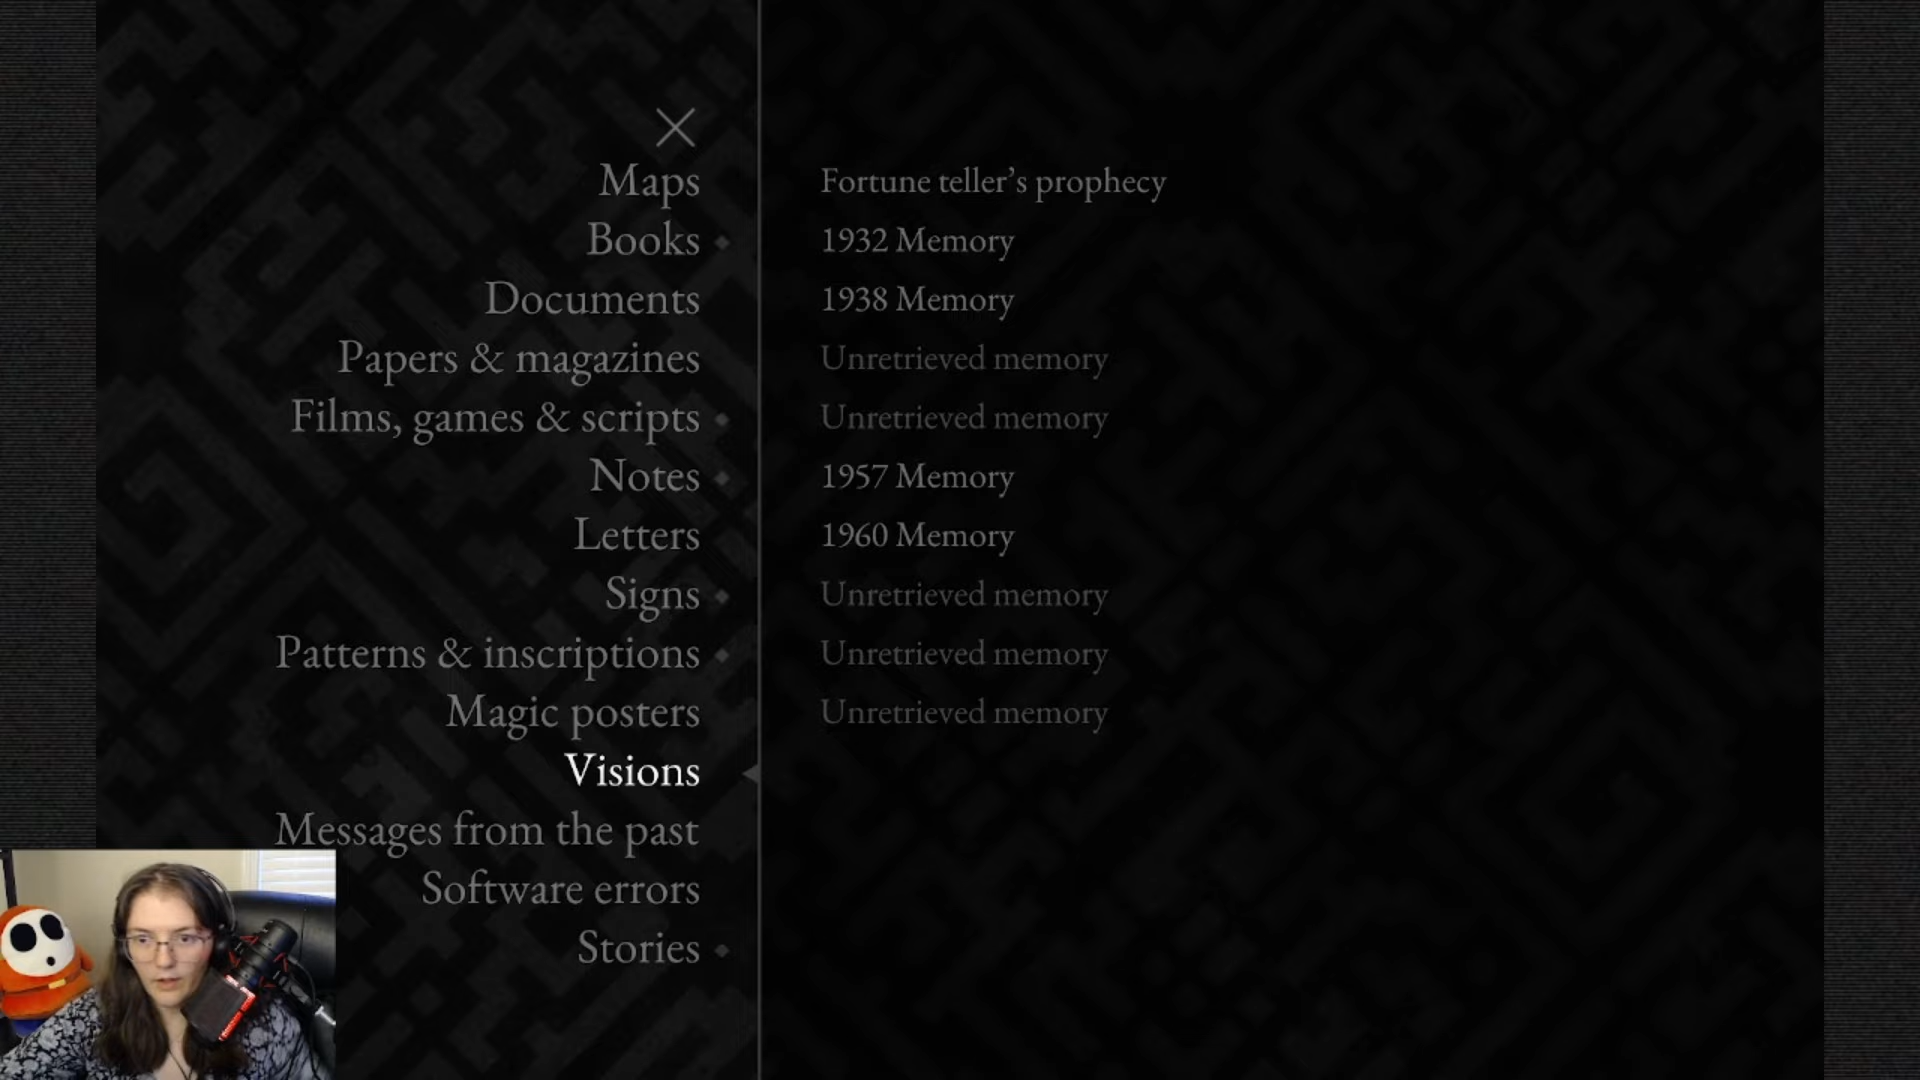 Maps
Books
Documents
Papers & magazines
Films, games & scripts
Notes
Letters
Signs
Patterns & inscriptions
Magic posters
Visions
Messages from the past
Software errors
Stories
Fortune teller’s prophecy
1932 Memory
1938 Memory
Unretrieved memory
Unretrieved memory
1957 Memory
1960 Memory
Unretrieved memory
Unretrieved memory
Unretrieved memory